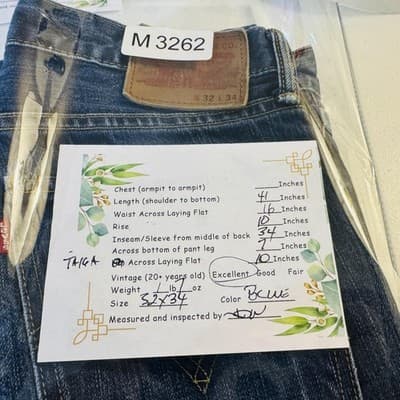 M 3262
CO.
32 34
Chest (armpit to armpit) Inches
Length (shoulder to bottom) 41 Inches
Waist Across Laying Flat 16 Inches
Rise 10 Inches
Inseam/Sleeve from middle of back 34 Inches
Across bottom of pant leg 7 Inches
Across Laying Flat 10 Inches
Vintage (20+ years old) Excellent Good Fair
Weight 1 lb 7 oz
Size 32x34 Color BLUE
Measured and inspected by